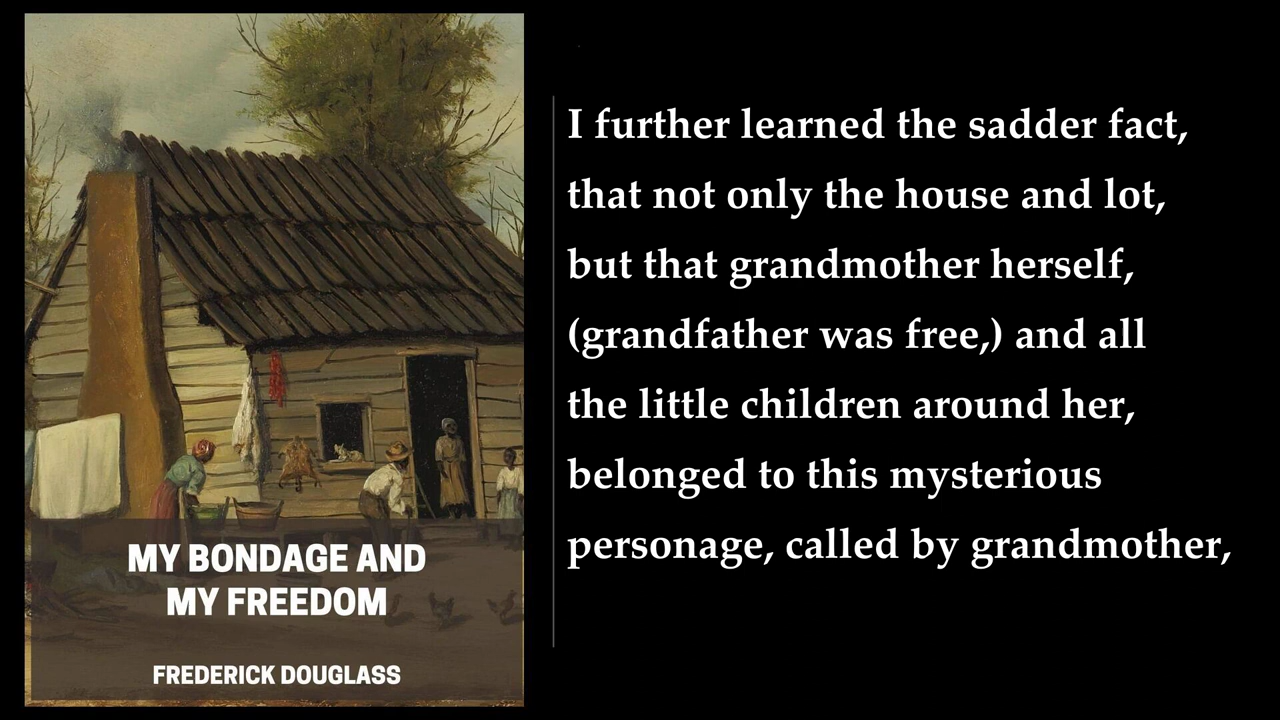 MY BONDAGE AND
MY FREEDOM
FREDERICK DOUGLASS
I further learned the sadder fact,
that not only the house and lot,
but that grandmother herself,
(grandfather was free,) and all
the little children around her,
belonged to this mysterious
personage, called by grandmother,